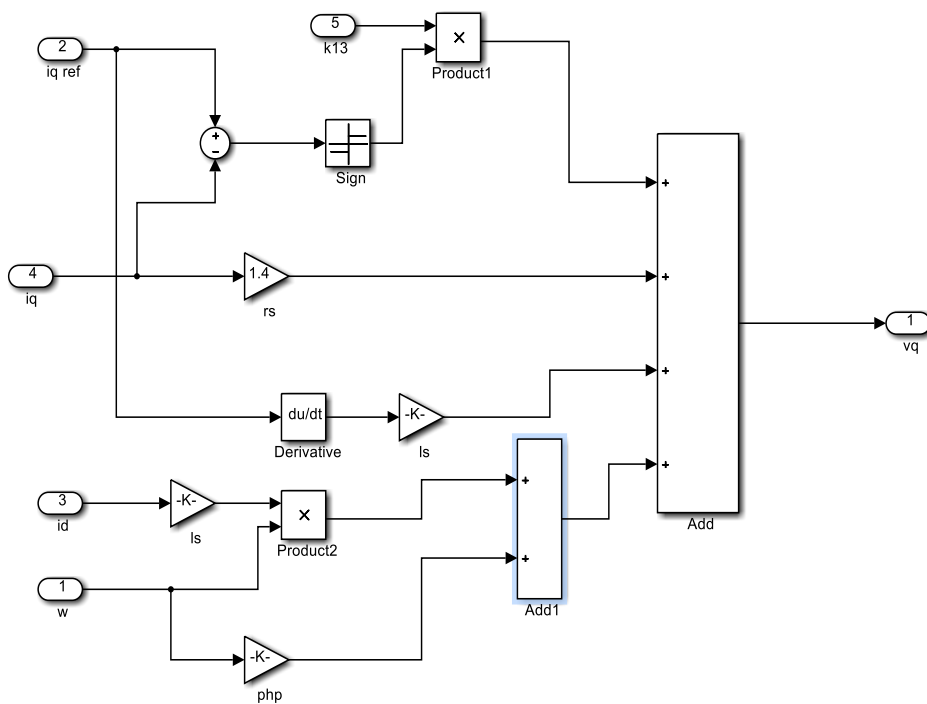 5
k13
×
Product1
2
iq ref
+
−
Sign
+
4
iq
1.4
rs
+
1
vq
+
du/dt
Derivative
-K-
ls
+
Add
3
id
-K-
ls
×
Product2
+
+
Add1
1
w
-K-
php